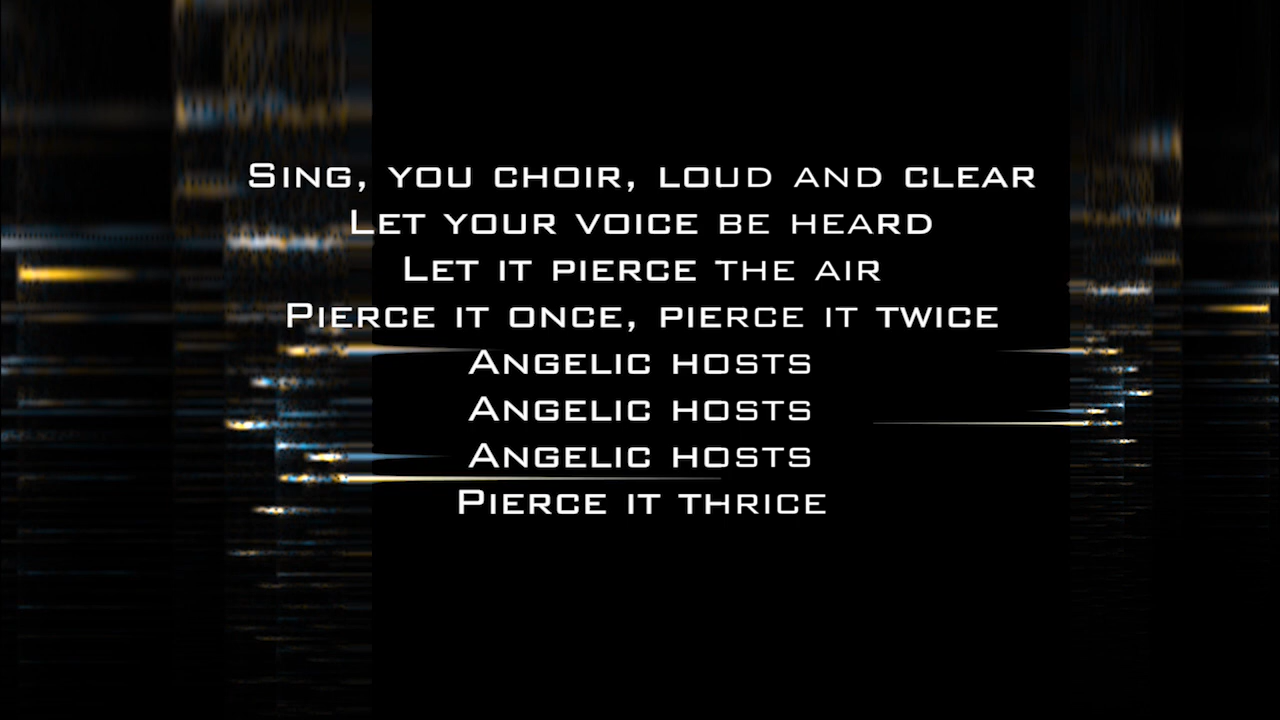 Sing, you choir, loud and clear
Let your voice be heard
Let it pierce the air
Pierce it once, pierce it twice
Angelic hosts
Angelic hosts
Angelic hosts
Pierce it thrice